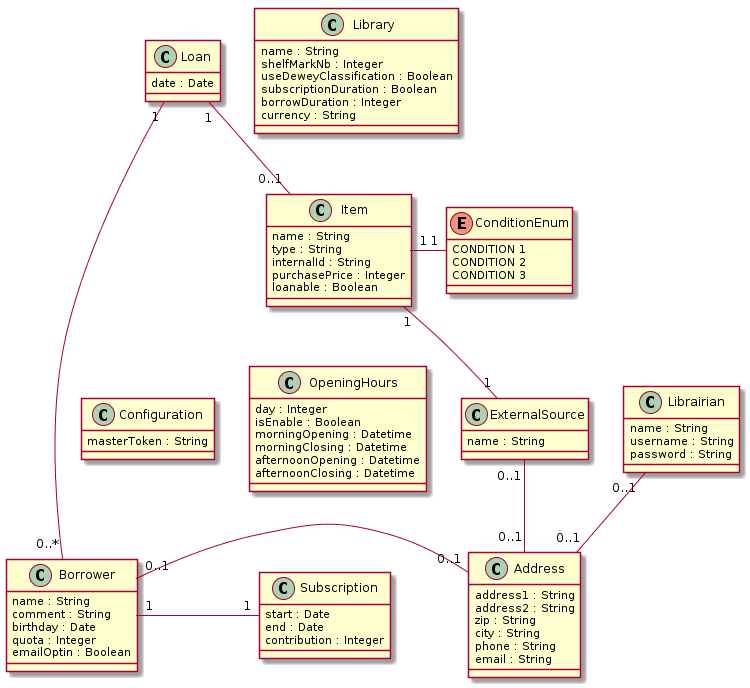 C Library
name : String
shelfMarkNb : Integer
useDeweyClassification : Boolean
subscriptionDuration : Boolean
borrowDuration : Integer
currency : String
C Loan
date : Date
1
1
0..1
C Item
name : String
type : String
internalId : String
purchasePrice : Integer
loanable : Boolean
1 1
E ConditionEnum
CONDITION 1
CONDITION 2
CONDITION 3
1
1
C Configuration
masterToken : String
C OpeningHours
day : Integer
isEnable : Boolean
morningOpening : Datetime
morningClosing : Datetime
afternoonOpening : Datetime
afternoonClosing : Datetime
C ExternalSource
name : String
C Librairian
name : String
username : String
password : String
0..1
0..1
0..*
0..1
0..1
0..1
0..1
C Borrower
name : String
comment : String
birthday : Date
quota : Integer
emailOptin : Boolean
1
1
C Subscription
start : Date
end : Date
contribution : Integer
C Address
address1 : String
address2 : String
zip : String
city : String
phone : String
email : String